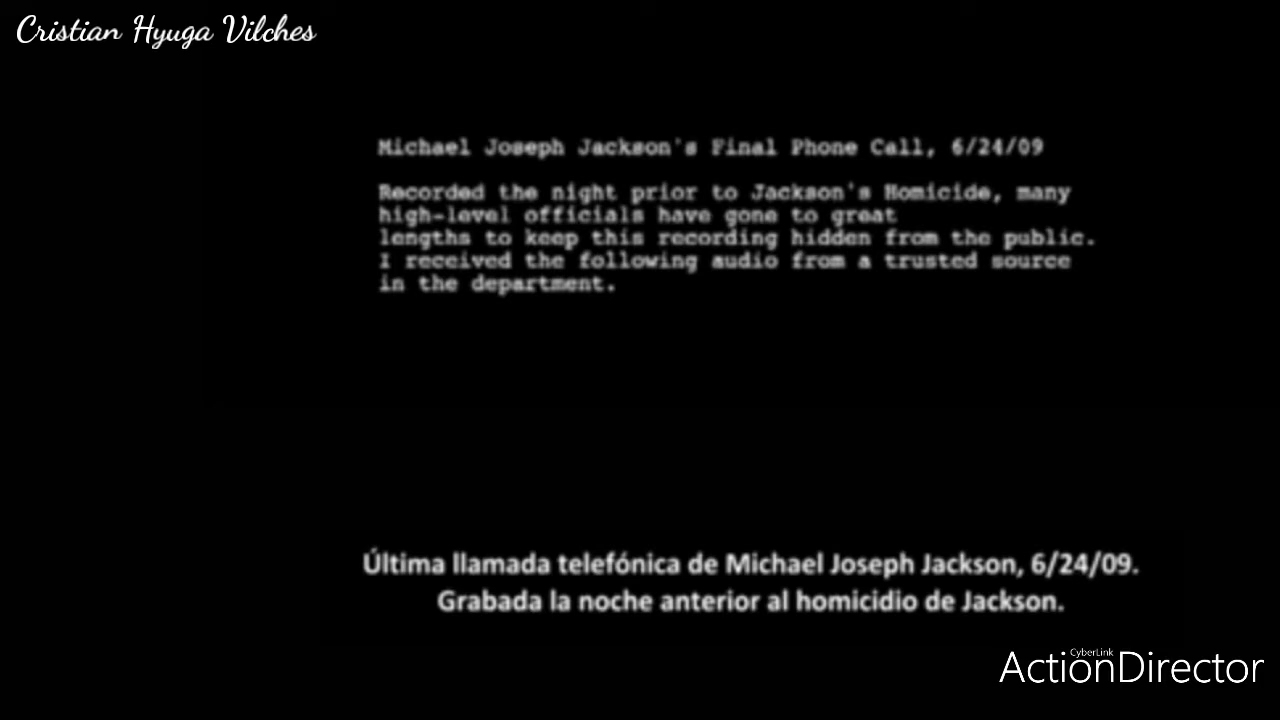 Cristian Hyuga Vilches
Michael Joseph Jackson's Final Phone Call, 6/24/09
Recorded the night prior to Jackson's Homicide, many
high-level officials have gone to great
lengths to keep this recording hidden from the public.
I received the following audio from a trusted source
in the department.
Última llamada telefónica de Michael Joseph Jackson, 6/24/09.
Grabada la noche anterior al homicidio de Jackson.
CyberLink
ActionDirector